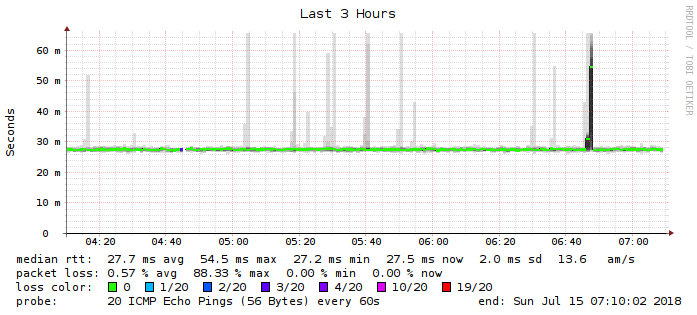 Last 3 Hours
RRDTOOL / TOBI OETIKER
Seconds
60 m
50 m
40 m
30 m
20 m
10 m
0
04:20 04:40 05:00 05:20 05:40 06:00 06:20 06:40 07:00
median rtt: 27.7 ms avg 54.5 ms max 27.2 ms min 27.5 ms now 2.0 ms sd 13.6 am/s
packet loss: 0.57 % avg 88.33 % max 0.00 % min 0.00 % now
loss color: 0 1/20 2/20 3/20 4/20 10/20 19/20
probe: 20 ICMP Echo Pings (56 Bytes) every 60s end: Sun Jul 15 07:10:02 2018